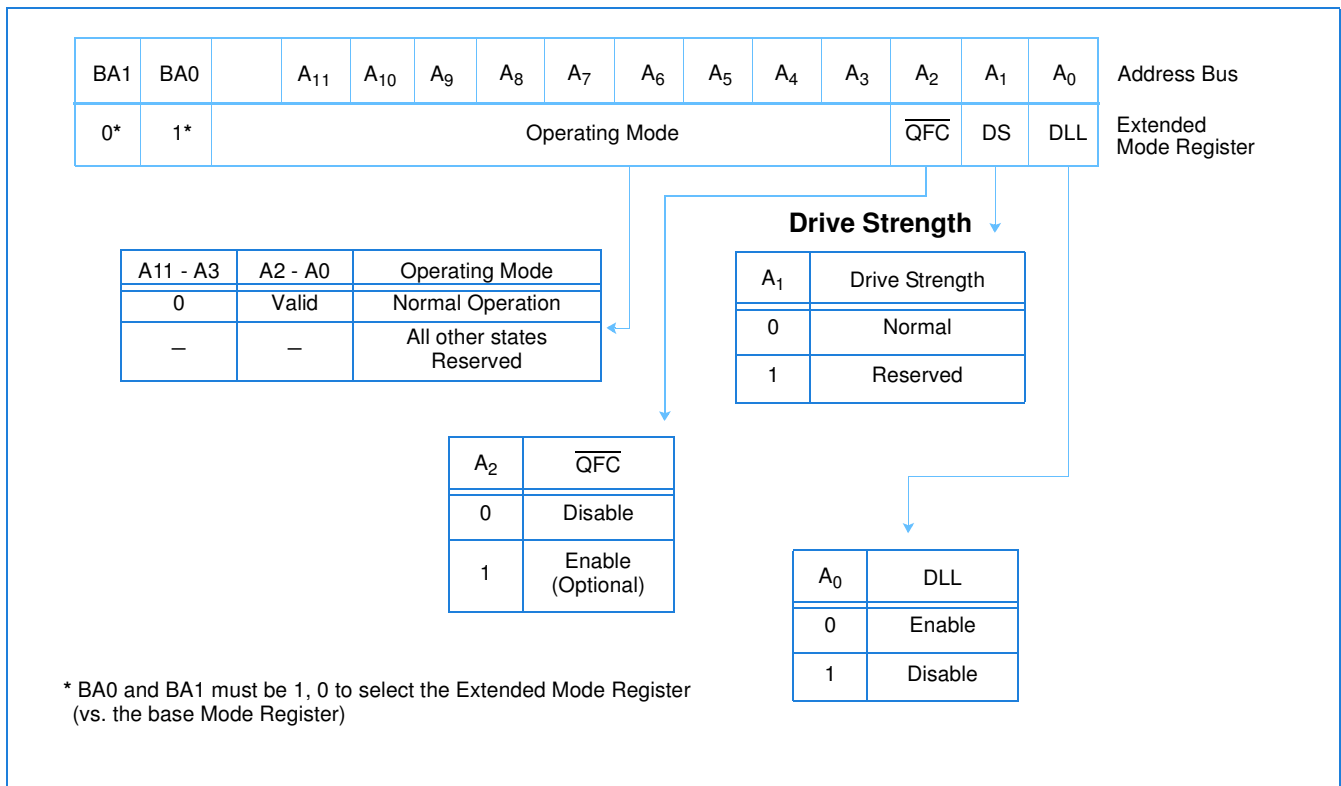 BA1 BA0 A11 A10 A9 A8 A7 A6 A5 A4 A3 A2 A1 A0 Address Bus
0* 1* Operating Mode Q̅F̅C̅ DS DLL Extended
Mode Register
Drive Strength
A11 - A3 A2 - A0 Operating Mode
0 Valid Normal Operation
– – All other states
Reserved
A1 Drive Strength
0 Normal
1 Reserved
A2 Q̅F̅C̅
0 Disable
1 Enable
(Optional)
A0 DLL
0 Enable
1 Disable
* BA0 and BA1 must be 1, 0 to select the Extended Mode Register
(vs. the base Mode Register)